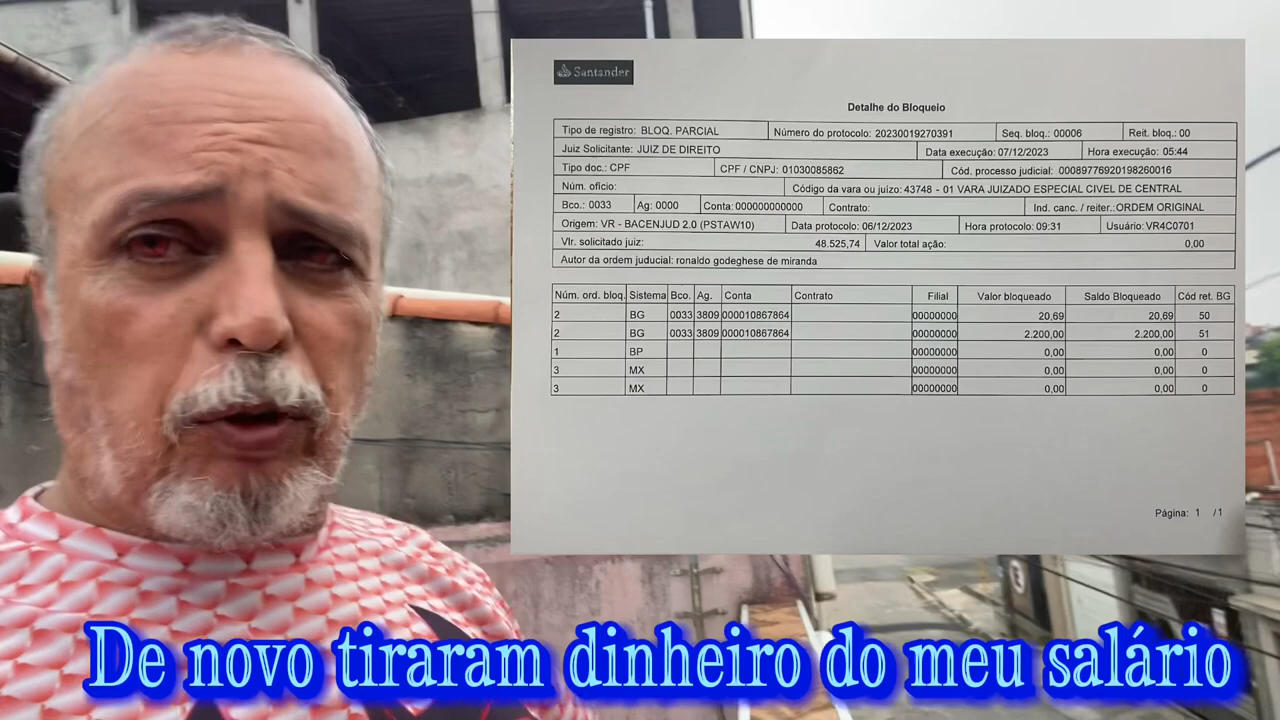 Santander
Detalhe do Bloqueio
Tipo de registro: BLOQ. PARCIAL Número do protocolo: 20230019270391 Seq. bloq.: 00006 Reit. bloq.: 00
Juiz Solicitante: JUIZ DE DIREITO Data execução: 07/12/2023 Hora execução: 05:44
Tipo doc.: CPF CPF / CNPJ: 01030085862 Cód. processo judicial: 00089776920198260016
Núm. ofício: Código da vara ou juízo: 43748 - 01 VARA JUIZADO ESPECIAL CIVEL DE CENTRAL
Bco.: 0033 Ag: 0000 Conta: 000000000000 Contrato: Ind. canc. / reiter.: ORDEM ORIGINAL
Origem: VR - BACENJUD 2.0 (PSTAW10) Data protocolo: 06/12/2023 Hora protocolo: 09:31 Usuário: VR4C0701
Vlr. solicitado juiz: 48.525,74 Valor total ação: 0,00
Autor da ordem juducial: ronaldo godeghese de miranda
Núm. ord. bloq. Sistema Bco. Ag. Conta Contrato Filial Valor bloqueado Saldo Bloqueado Cód ret. BG
2 BG 0033 3809 000010867864 00000000 20,69 20,69 50
2 BG 0033 3809 000010867864 00000000 2.200,00 2.200,00 51
1 BP 00000000 0,00 0,00 0
3 MX 00000000 0,00 0,00 0
3 MX 00000000 0,00 0,00 0
Página: 1 /1
De novo tiraram dinheiro do meu salário